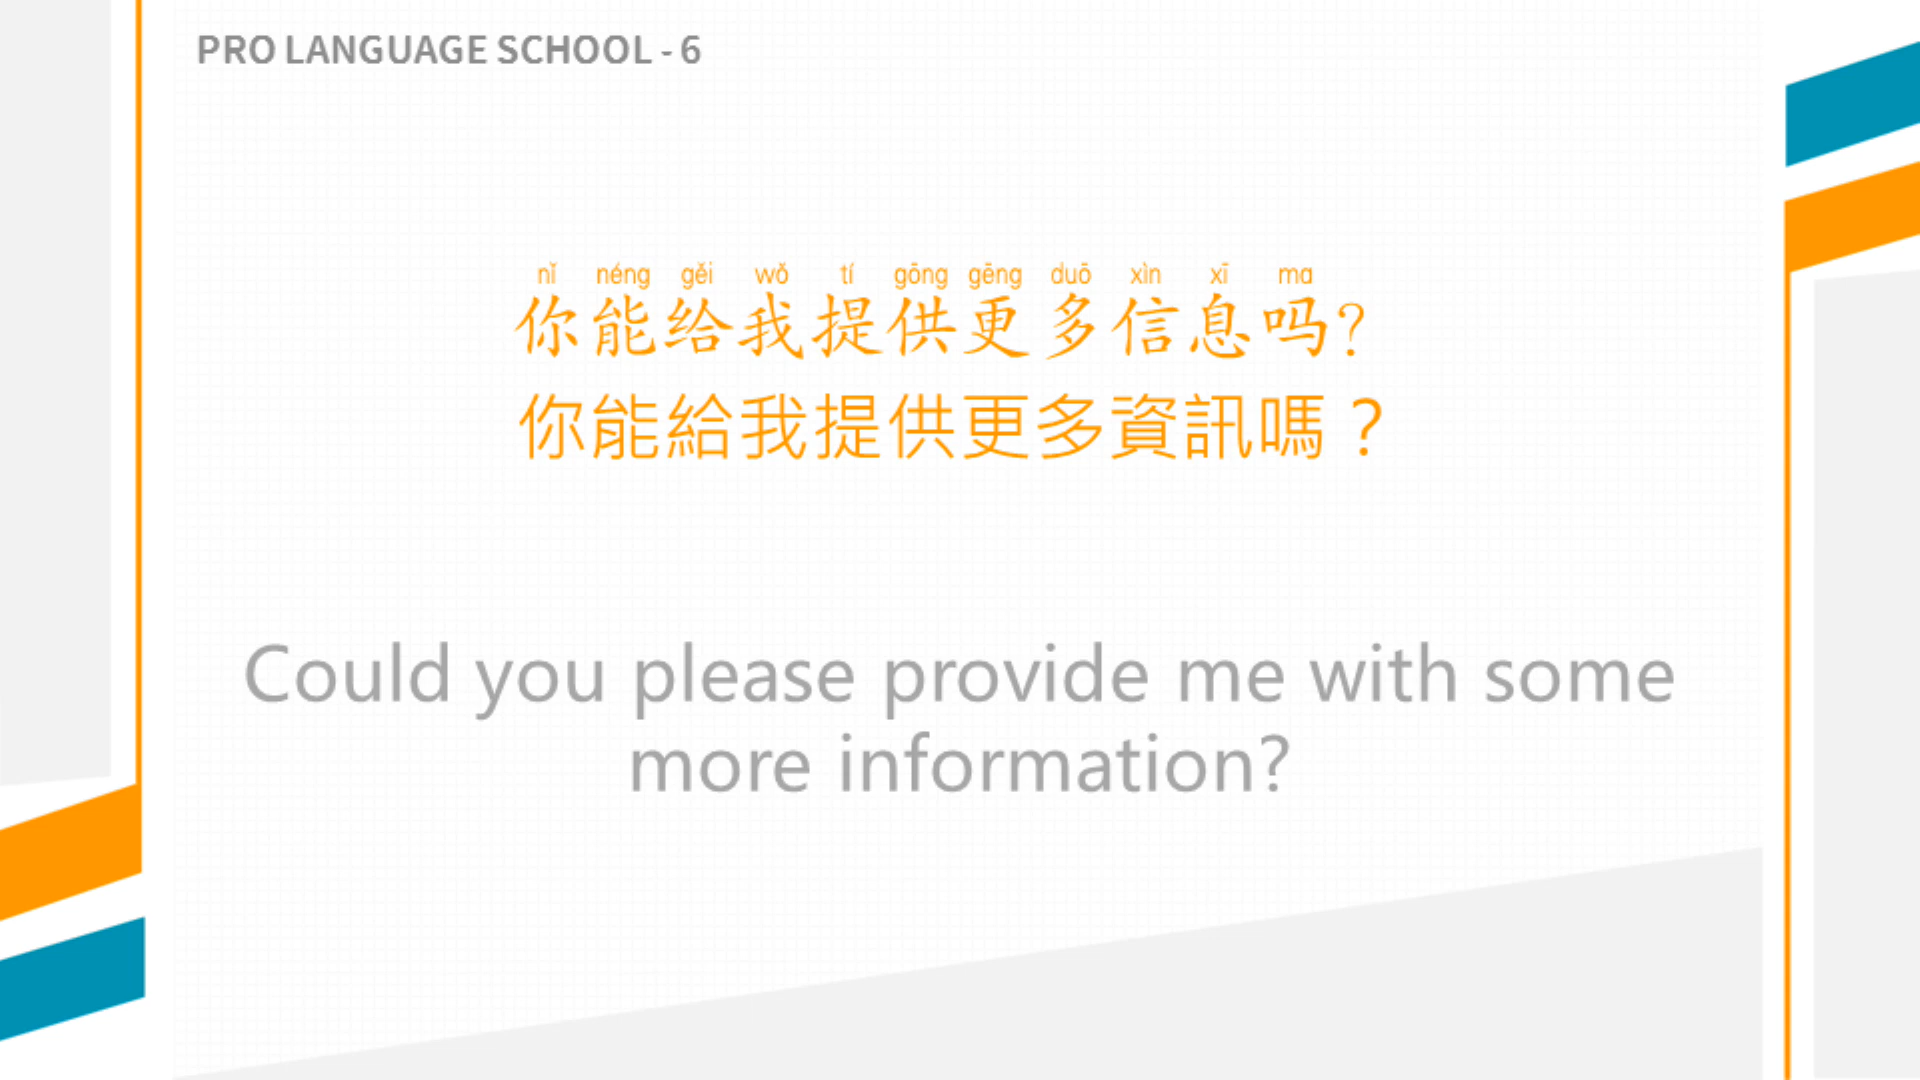 PRO LANGUAGE SCHOOL - 6
nǐ néng gěi wǒ tí gōng gēng duō xìn xī ma
你能给我提供更多信息吗?
你能給我提供更多資訊嗎？
Could you please provide me with some
more information?